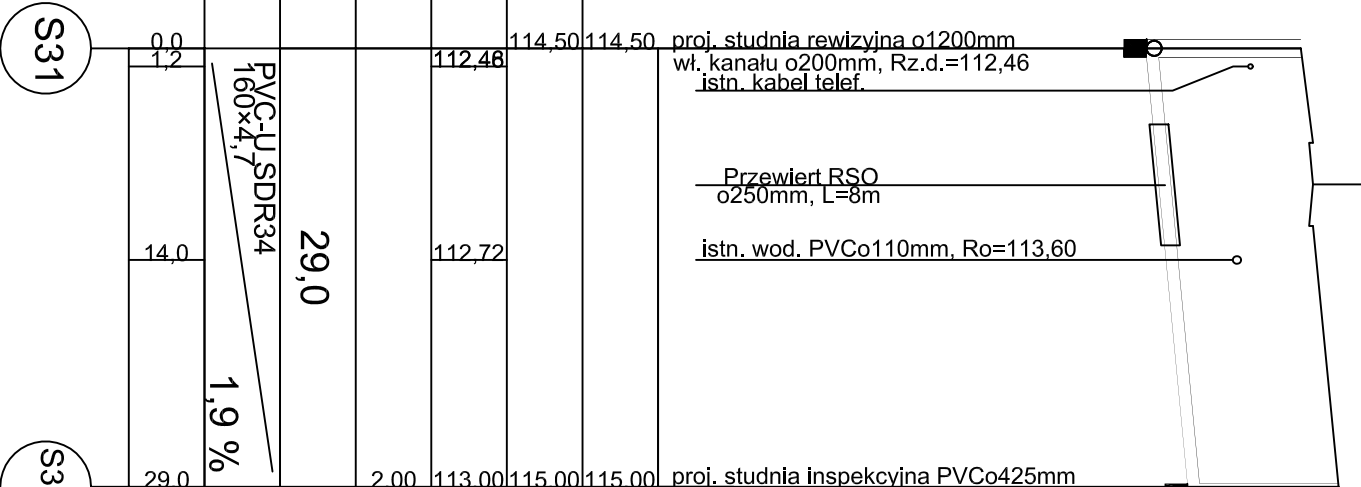 S31
0,0
114,50
114,50
proj. studnia rewizyjna o1200mm
1,2
wł. kanału o200mm, Rz.d.=112,46
istn. kabel telef.
PVC-U SDR34
160×4,7
Przewiert RSO
o250mm, L=8m
29,0
14,0
112,72
istn. wod. PVCo110mm, Ro=113,60
1,9 %
S3
29,0
2,00
113,00
115,00
115,00
proj. studnia inspekcyjna PVCo425mm